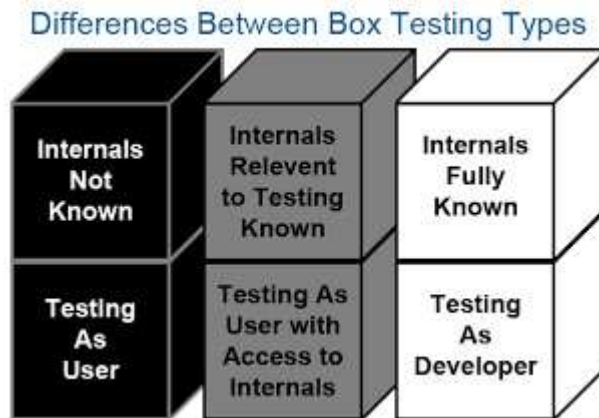 Differences Between Box Testing Types
Internals
Not
Known
Internals
Relevent
to Testing
Known
Internals
Fully
Known
Testing
As
User
Testing As
User with
Access to
Internals
Testing
As
Developer